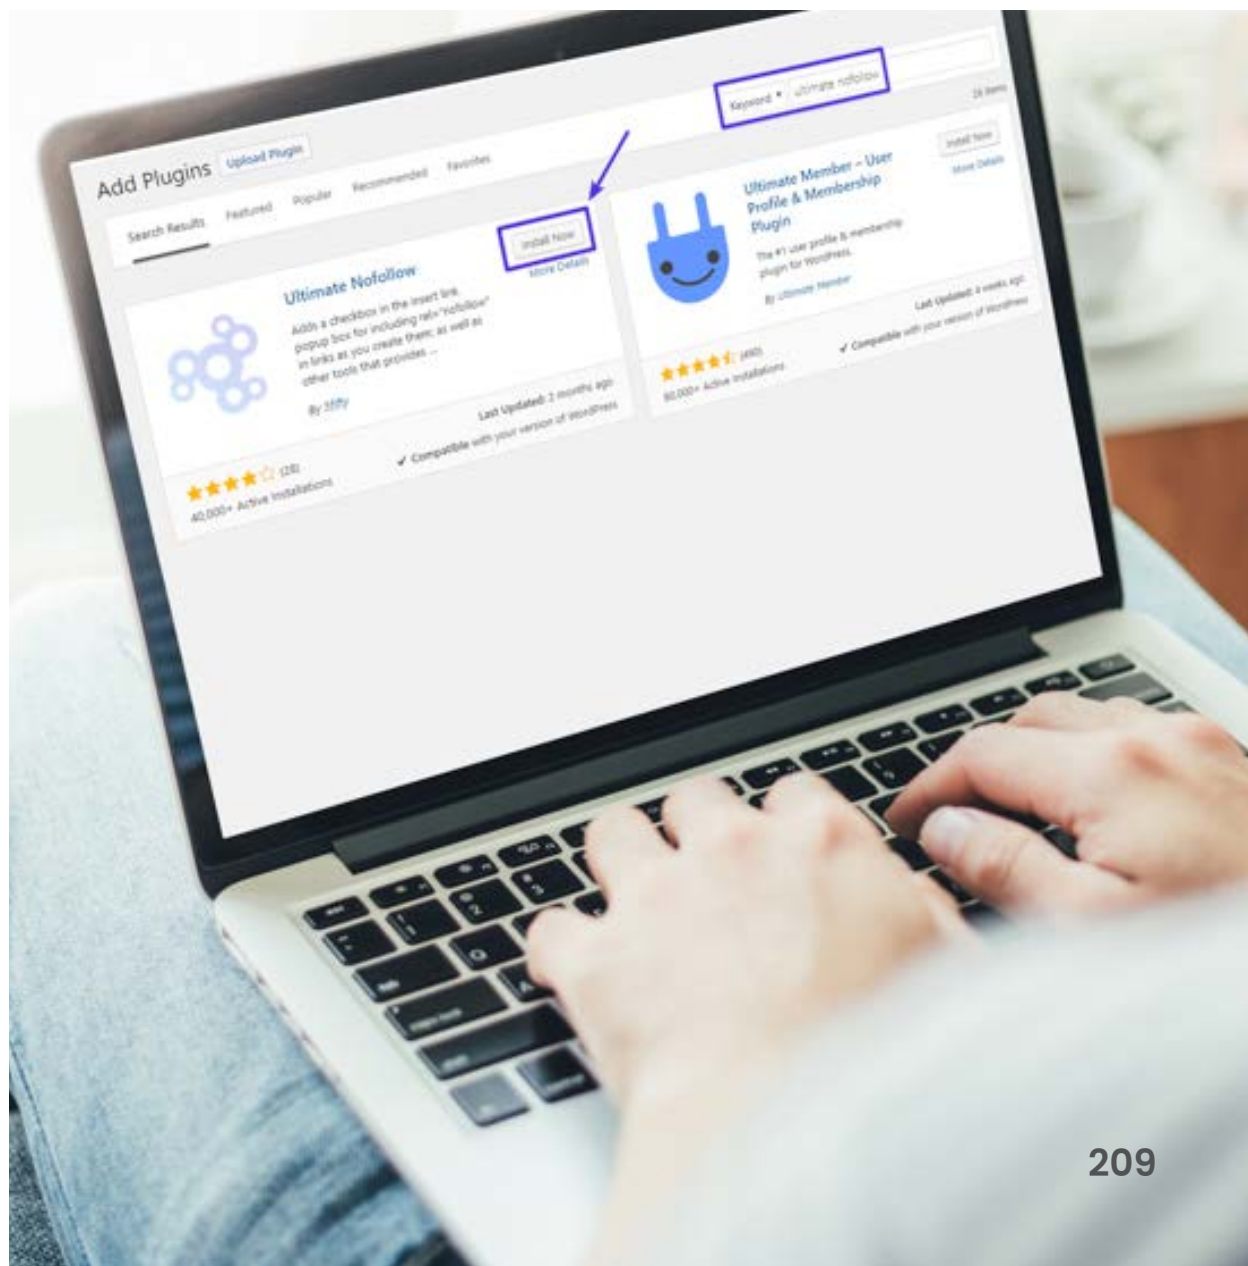 Add Plugins Upload Plugin
Keyword ultimate nofollow
26 items
Search Results Featured Popular Recommended Favorites
Ultimate Nofollow
Install Now
More Details
Adds a checkbox in the insert link
popup box for including rel="nofollow"
in links as you create them; as well as
other tools that provides ...
By 3fifty
(28)
40,000+ Active Installations
Last Updated: 2 months ago
✓ Compatible with your version of WordPress
Ultimate Member – User
Profile & Membership
Plugin
Install Now
More Details
The #1 user profile & membership
plugin for WordPress.
By Ultimate Member
(490)
80,000+ Active Installations
Last Updated: 4 weeks ago
✓ Compatible with your version of WordPress
2
3
Q
A
209